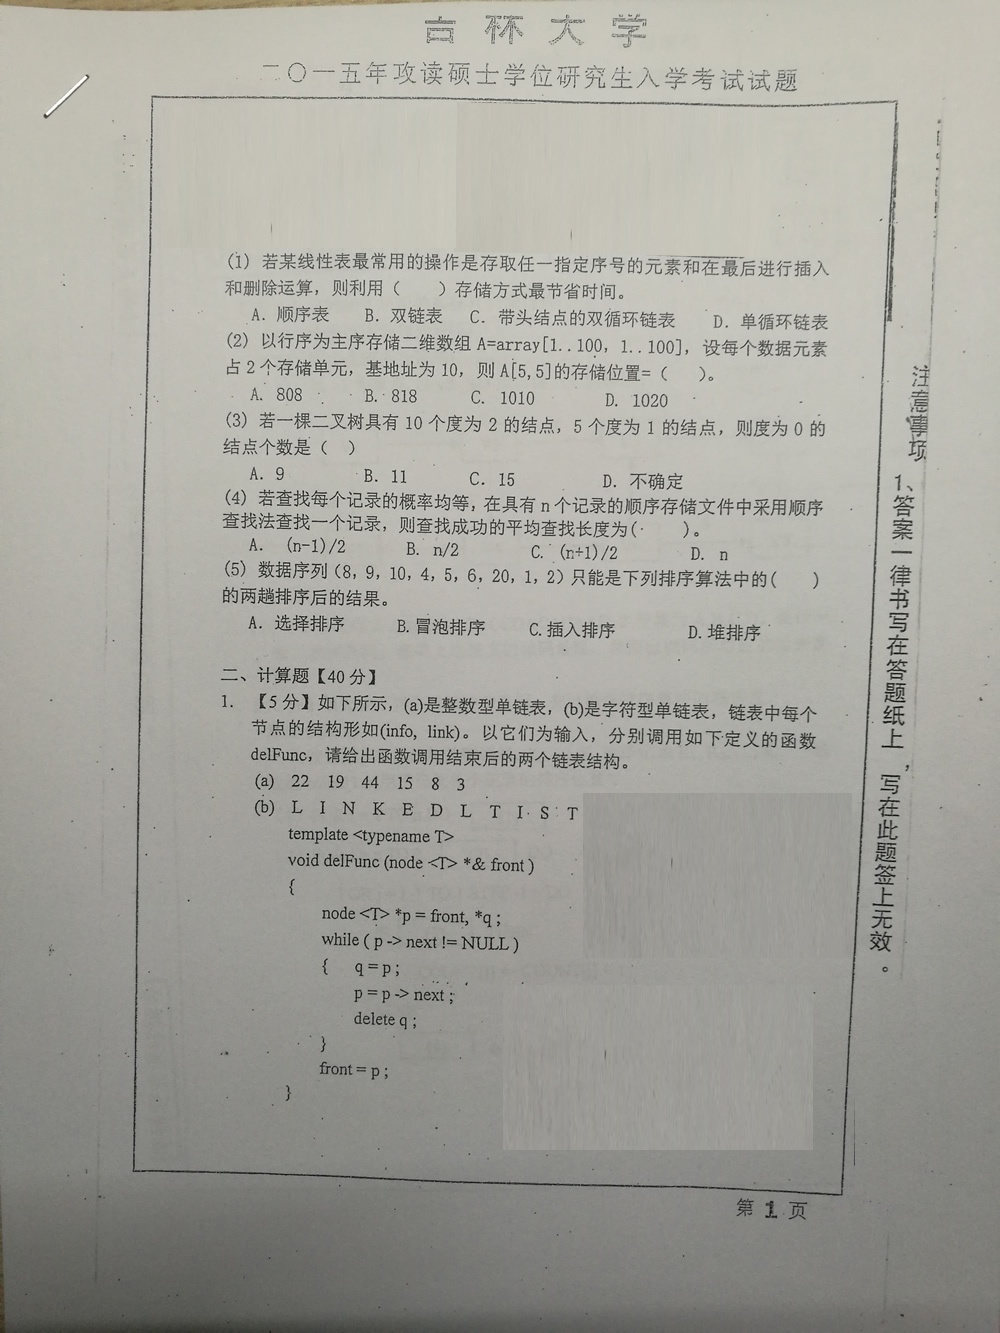 吉林大学
二〇一五年攻读硕士学位研究生入学考试试题
(1) 若某线性表最常用的操作是存取任一指定序号的元素和在最后进行插入
和删除运算，则利用（　　）存储方式最节省时间。
A. 顺序表　B. 双链表　C. 带头结点的双循环链表　D. 单循环链表
(2) 以行序为主序存储二维数组 A=array[1..100, 1..100]，设每个数据元素
占 2 个存储单元，基地址为 10，则 A[5,5]的存储位置=（　　）。
A. 808　B. 818　C. 1010　D. 1020
(3) 若一棵二叉树具有 10 个度为 2 的结点，5 个度为 1 的结点，则度为 0 的
结点个数是（　）
A. 9　B. 11　C. 15　D. 不确定
(4) 若查找每个记录的概率均等，在具有 n 个记录的顺序存储文件中采用顺序
查找法查找一个记录，则查找成功的平均查找长度为(　　)。
A. (n-1)/2　B. n/2　C. (n+1)/2　D. n
(5) 数据序列（8，9，10，4，5，6，20，1，2）只能是下列排序算法中的(　　)
的两趟排序后的结果。
A. 选择排序　B. 冒泡排序　C. 插入排序　D. 堆排序
二、计算题【40 分】
1. 【5 分】如下所示，(a)是整数型单链表，(b)是字符型单链表，链表中每个
节点的结构形如(info, link)。以它们为输入，分别调用如下定义的函数
delFunc，请给出函数调用结束后的两个链表结构。
(a) 22 19 44 15 8 3
(b) L I N K E D L T I S T
template <typename T>
void delFunc (node <T> *& front )
{
node <T> *p = front, *q ;
while ( p -> next != NULL )
{ q = p ;
p = p -> next ;
delete q ;
}
front = p ;
}
第 1 页
注意事项
1、答案一律书写在答题纸上，写在此题签上无效。